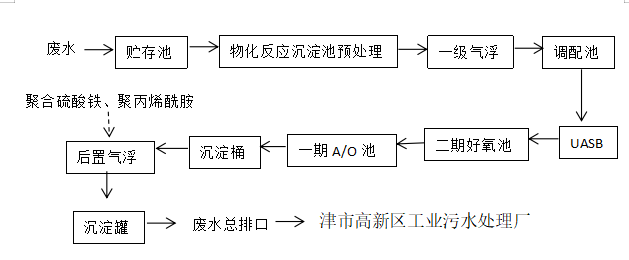 废水
贮存池
物化反应沉淀池预处理
一级气浮
调配池
聚合硫酸铁、聚丙烯酰胺
后置气浮
沉淀桶
一期 A/O 池
二期好氧池
UASB
沉淀罐
废水总排口
津市高新区工业污水处理厂